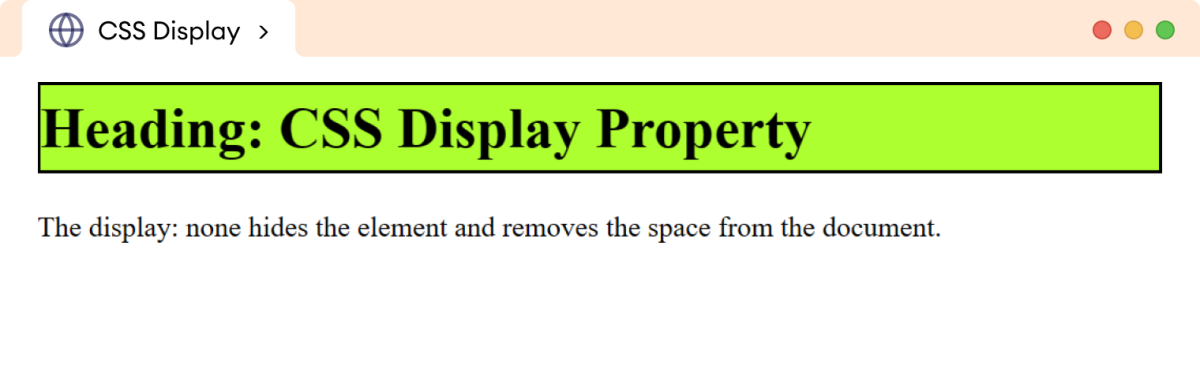 CSS Display >
Heading: CSS Display Property
The display: none hides the element and removes the space from the document.